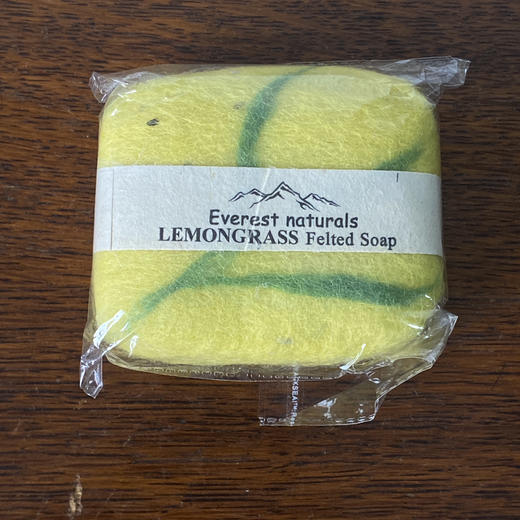 Everest naturals
LEMONGRASS Felted Soap